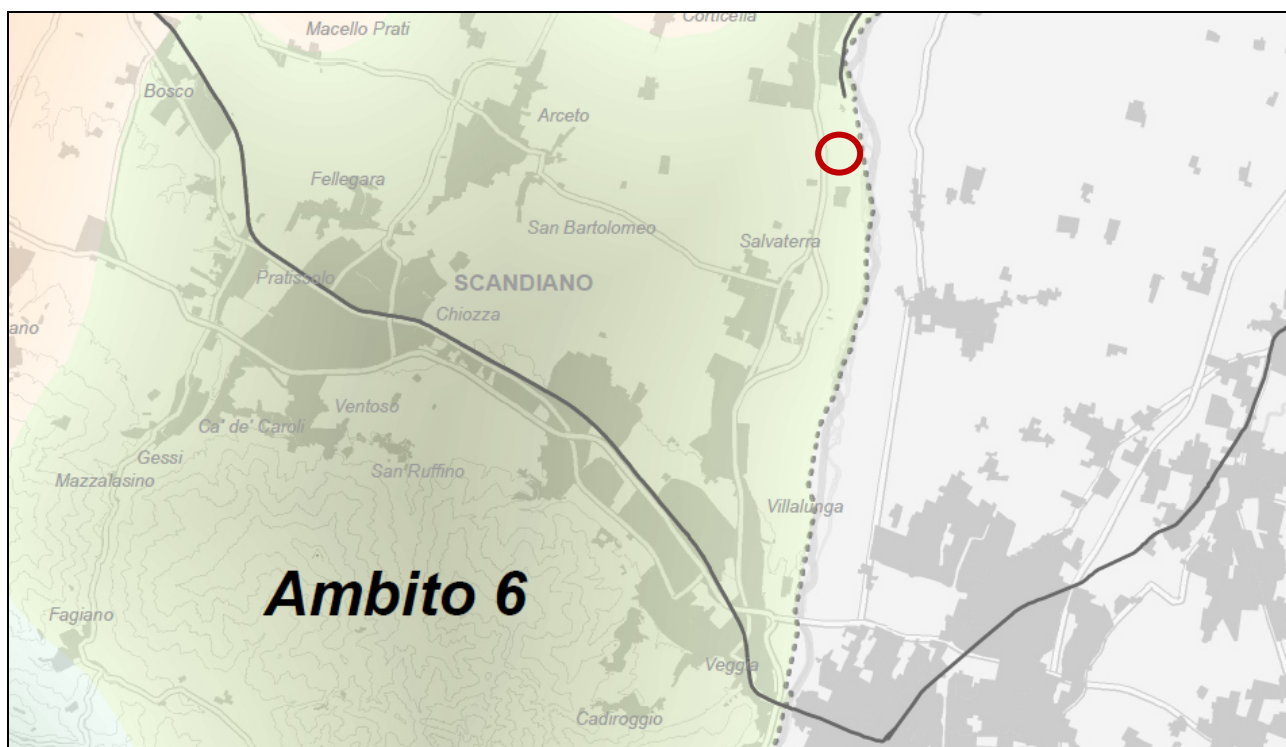 Corticella
Macello Prati
Bosco
Arceto
Fellegara
San Bartolomeo
Salvaterra
Pratissolo
SCANDIANO
Chiozza
ano
Ventoso
Ca' de' Caroli
Gessi
San Ruffino
Mazzalasino
Villalunga
Ambito 6
Fagiano
Veggia
Cadiroggio